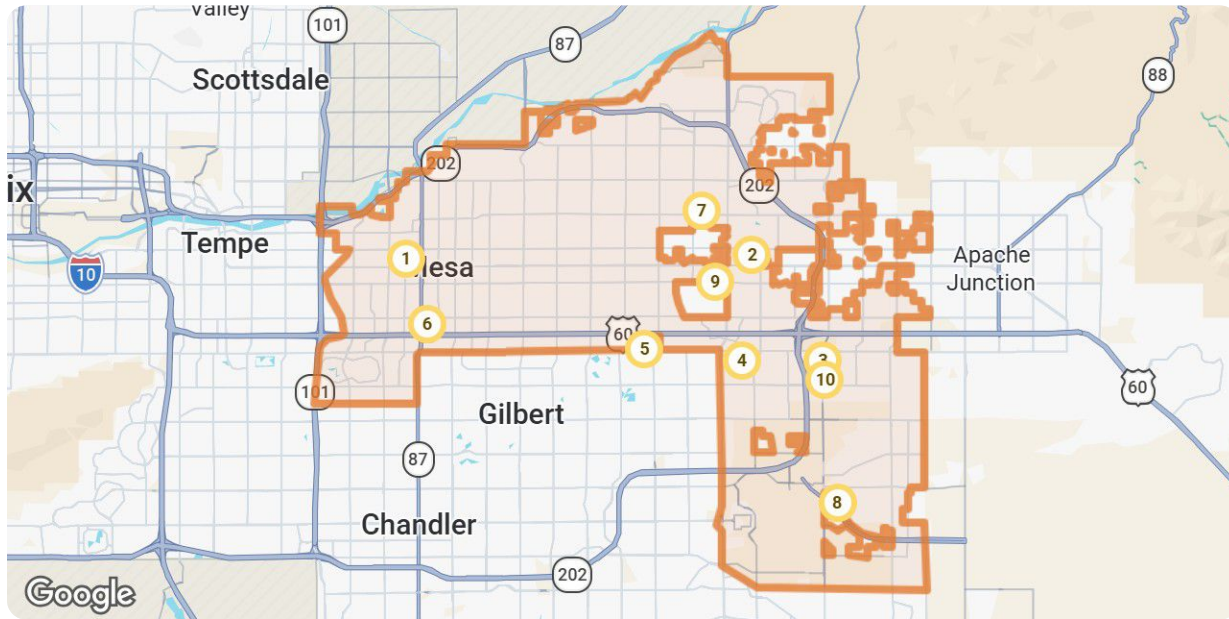 Valley
101
87
Scottsdale
88
202
ix
202
7
Tempe
1
2
Mesa
Apache
Junction
10
9
6
60
5
4
3
10
60
101
Gilbert
87
8
Chandler
202
Google